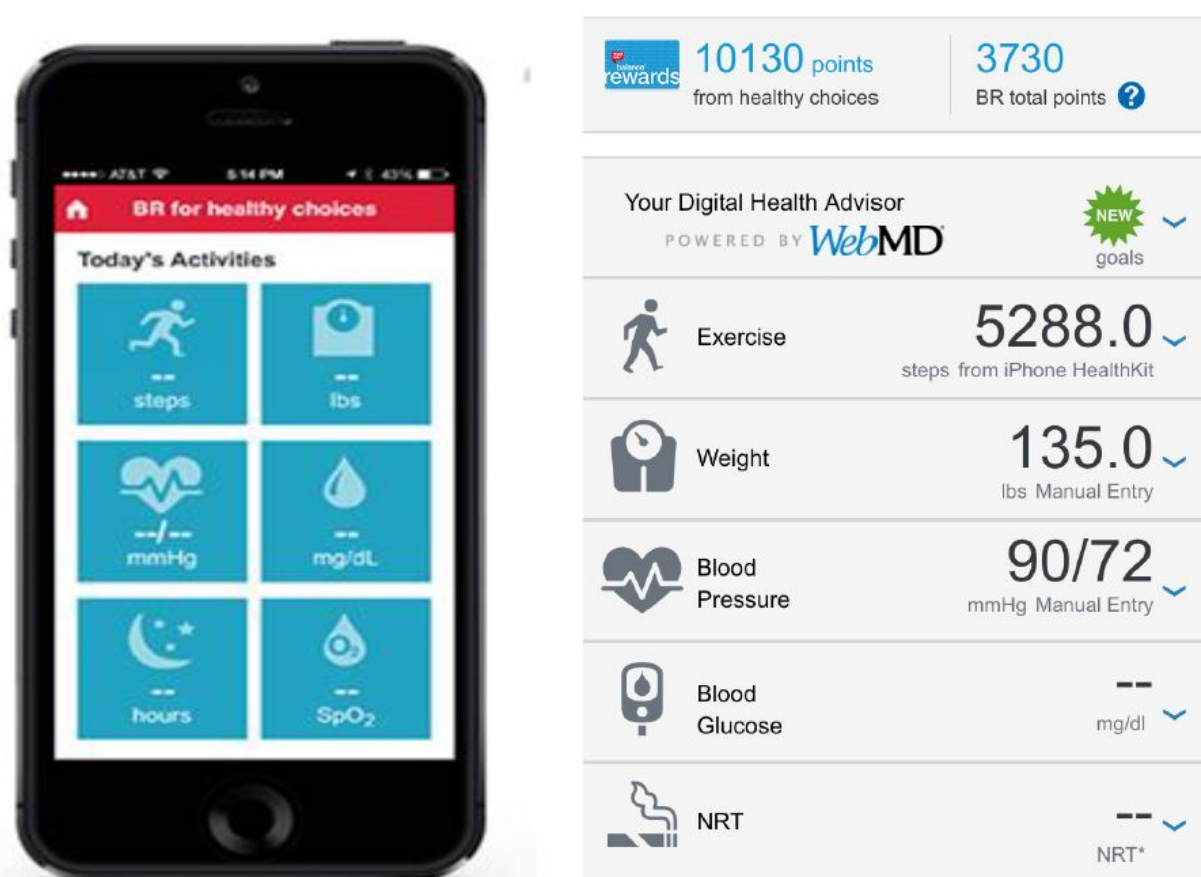 AT&T 5:14 PM 43%
BR for healthy choices
Today's Activities
--
steps
--
lbs
--/--
mmHg
--
mg/dL
--
hours
O2
--
SpO2
balance
rewards
10130 points
from healthy choices
3730
BR total points ?
Your Digital Health Advisor
POWERED BY WebMD
NEW
goals
Exercise
5288.0
steps from iPhone HealthKit
Weight
135.0
lbs Manual Entry
Blood
Pressure
90/72
mmHg Manual Entry
Blood
Glucose
--
mg/dl
NRT
--
NRT*